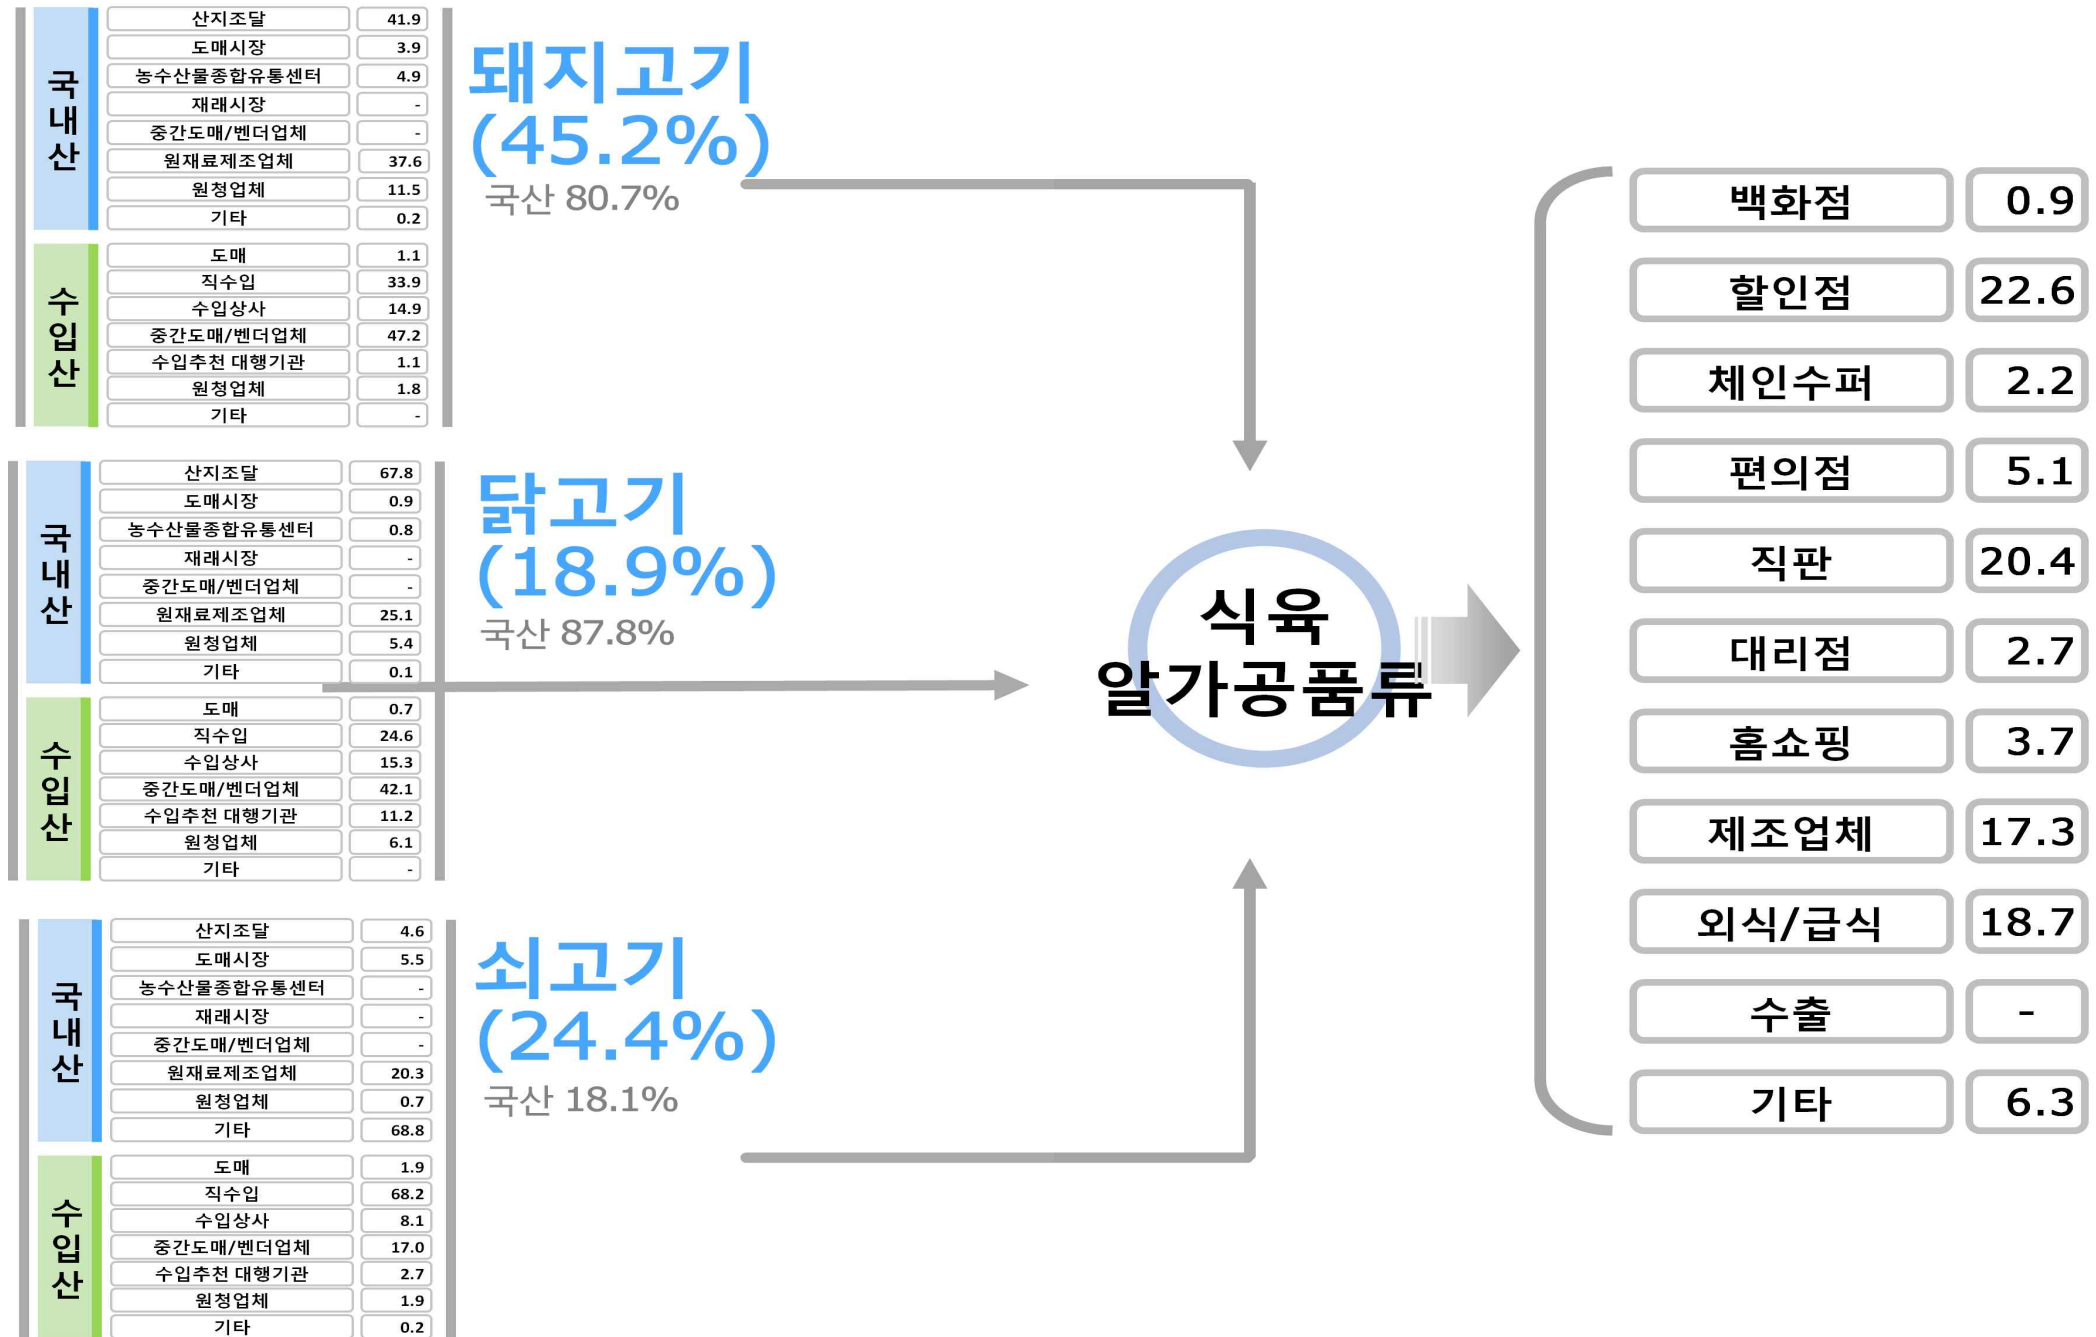 국내산
산지조달 41.9
도매시장 3.9
농수산물종합유통센터 4.9
재래시장 -
중간도매/벤더업체 -
원재료제조업체 37.6
원청업체 11.5
기타 0.2
수입산
도매 1.1
직수입 33.9
수입상사 14.9
중간도매/벤더업체 47.2
수입추천 대행기관 1.1
원청업체 1.8
기타 -
돼지고기
(45.2%)
국산 80.7%
국내산
산지조달 67.8
도매시장 0.9
농수산물종합유통센터 0.8
재래시장 -
중간도매/벤더업체 -
원재료제조업체 25.1
원청업체 5.4
기타 0.1
수입산
도매 0.7
직수입 24.6
수입상사 15.3
중간도매/벤더업체 42.1
수입추천 대행기관 11.2
원청업체 6.1
기타 -
닭고기
(18.9%)
국산 87.8%
국내산
산지조달 4.6
도매시장 5.5
농수산물종합유통센터 -
재래시장 -
중간도매/벤더업체 -
원재료제조업체 20.3
원청업체 0.7
기타 68.8
수입산
도매 1.9
직수입 68.2
수입상사 8.1
중간도매/벤더업체 17.0
수입추천 대행기관 2.7
원청업체 1.9
기타 0.2
쇠고기
(24.4%)
국산 18.1%
식육
알가공품류
백화점 0.9
할인점 22.6
체인수퍼 2.2
편의점 5.1
직판 20.4
대리점 2.7
홈쇼핑 3.7
제조업체 17.3
외식/급식 18.7
수출 -
기타 6.3